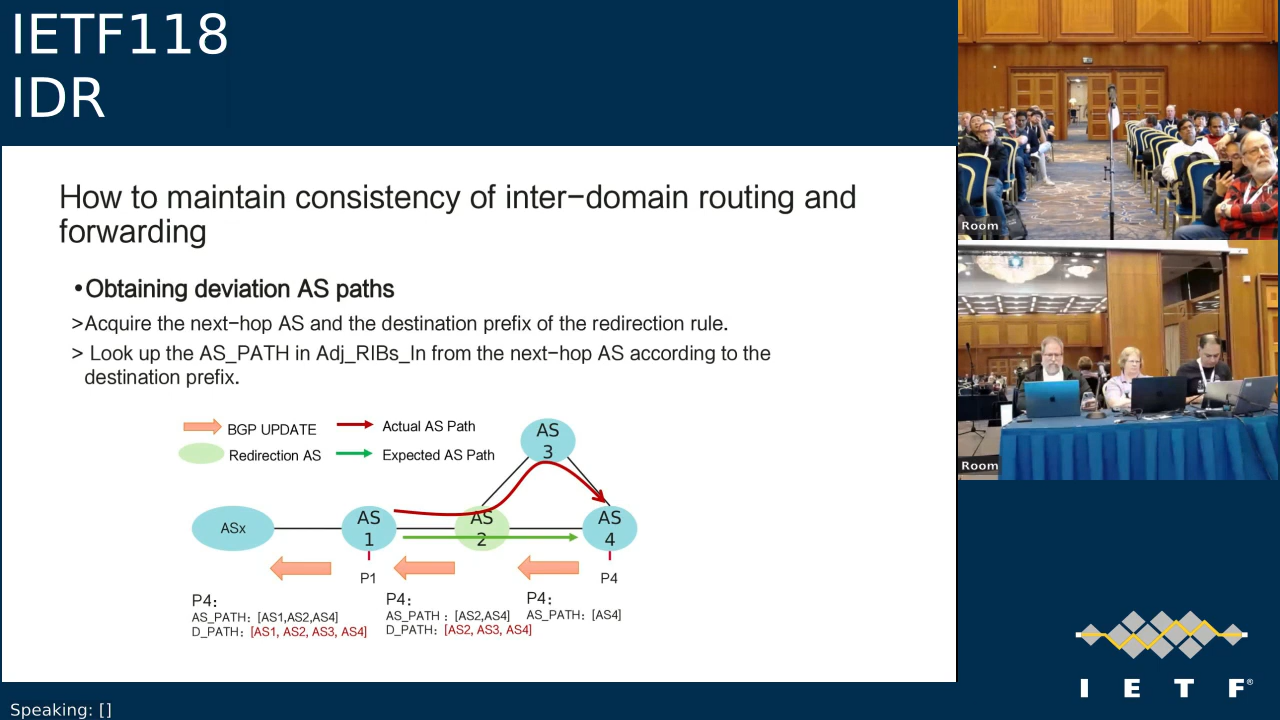 IETF118
IDR
How to maintain consistency of inter-domain routing and
forwarding
•Obtaining deviation AS paths
>Acquire the next-hop AS and the destination prefix of the redirection rule.
> Look up the AS_PATH in Adj_RIBs_In from the next-hop AS according to the
destination prefix.
BGP UPDATE
Actual AS Path
Redirection AS
Expected AS Path
AS
3
ASx
AS
1
AS
2
AS
4
P1
P4
P4:
AS_PATH: [AS1,AS2,AS4]
D_PATH: [AS1, AS2, AS3, AS4]
P4:
AS_PATH : [AS2,AS4]
D_PATH: [AS2, AS3, AS4]
P4:
AS_PATH: [AS4]
Room
Room
I E T F®
Speaking: []